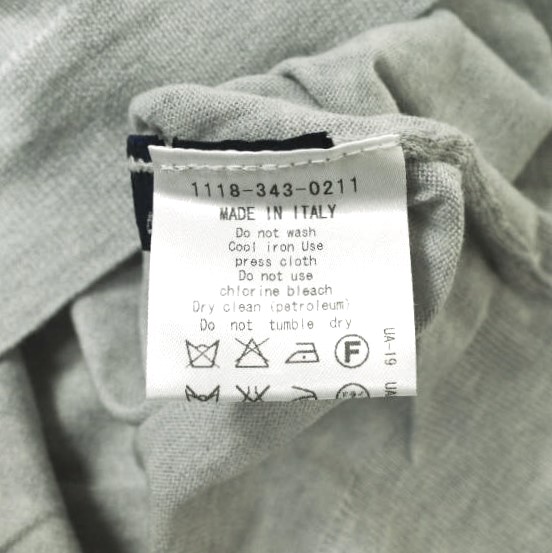 1118-343-0211
MADE IN ITALY
Do not wash
Cool iron Use
press cloth
Do not use
chlorine bleach
Dry clean (petroleum)
Do not tumble dry
F
UA-19 UA